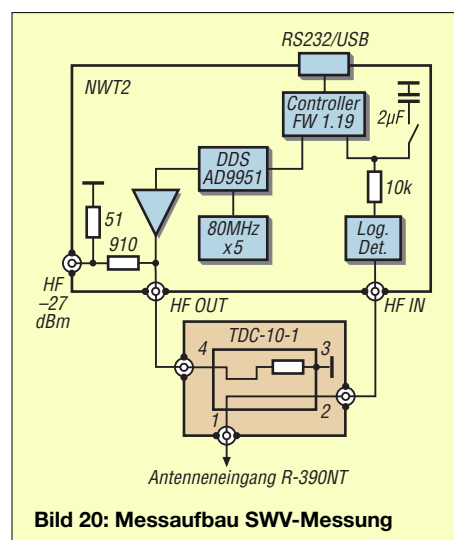 RS232/USB
NWT2
Controller
FW 1.19
2µF
DDS
AD9951
10k
51
910
80MHz
x5
Log.
Det.
HF
–27
dBm
HF OUT
HF IN
TDC-10-1
4
3
1
2
Antenneneingang R-390NT
Bild 20: Messaufbau SWV-Messung